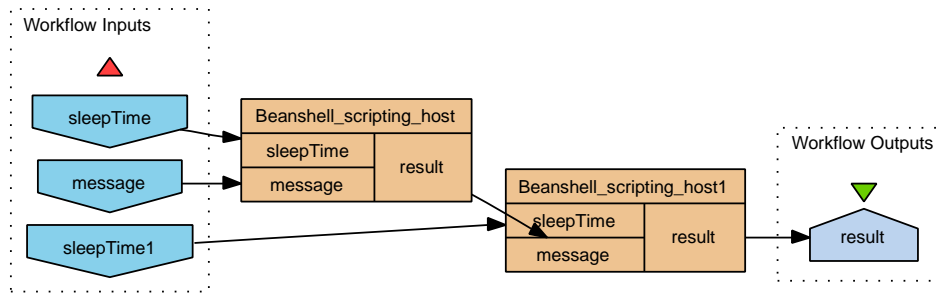 Workflow Inputs
sleepTime
message
sleepTime1
Beanshell_scripting_host
sleepTime
message
result
Beanshell_scripting_host1
sleepTime
message
result
Workflow Outputs
result